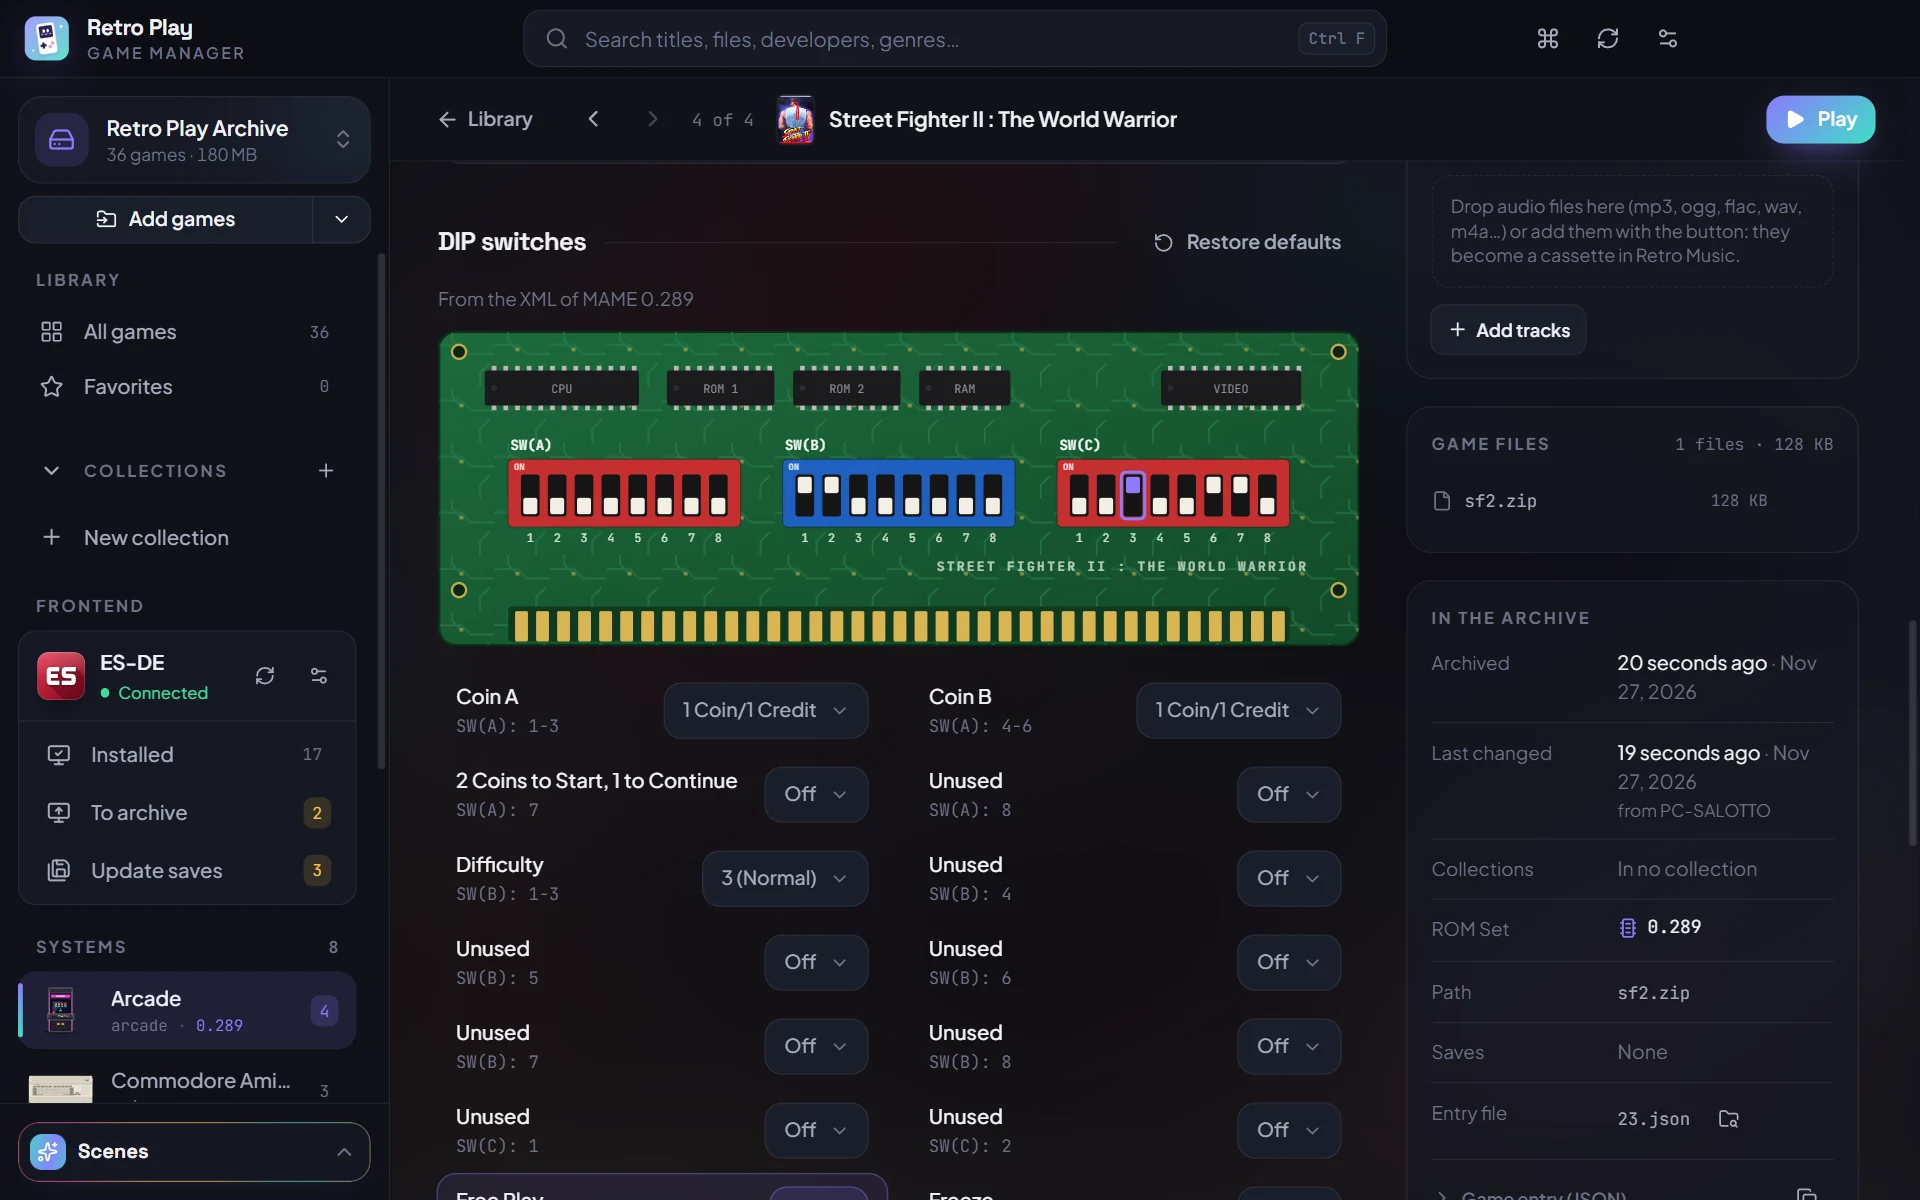 Retro Play
GAME MANAGER
Search titles, files, developers, genres…
Ctrl F
Retro Play Archive
36 games · 180 MB
Add games
LIBRARY
All games 36
Favorites 0
COLLECTIONS
New collection
FRONTEND
ES
ES-DE
Connected
Installed 17
To archive 2
Update saves 3
SYSTEMS 8
Arcade
arcade · 0.289
4
Commodore Ami…
3
Scenes
Library
4 of 4
Street Fighter II : The World Warrior
Play
DIP switches
Restore defaults
From the XML of MAME 0.289
CPU
ROM 1
ROM 2
RAM
VIDEO
SW(A)
SW(B)
SW(C)
ON
ON
ON
1 2 3 4 5 6 7 8
1 2 3 4 5 6 7 8
1 2 3 4 5 6 7 8
STREET FIGHTER II : THE WORLD WARRIOR
Coin A
SW(A): 1-3
1 Coin/1 Credit
Coin B
SW(A): 4-6
1 Coin/1 Credit
2 Coins to Start, 1 to Continue
SW(A): 7
Off
Unused
SW(A): 8
Off
Difficulty
SW(B): 1-3
3 (Normal)
Unused
SW(B): 4
Off
Unused
SW(B): 5
Off
Unused
SW(B): 6
Off
Unused
SW(B): 7
Off
Unused
SW(B): 8
Off
Unused
SW(C): 1
Off
Unused
SW(C): 2
Off
Free Play
Freeze
Drop audio files here (mp3, ogg, flac, wav,
m4a…) or add them with the button: they
become a cassette in Retro Music.
Add tracks
GAME FILES
1 files · 128 KB
sf2.zip
128 KB
IN THE ARCHIVE
Archived
20 seconds ago · Nov
27, 2026
Last changed
19 seconds ago · Nov
27, 2026
from PC-SALOTTO
Collections
In no collection
ROM Set
0.289
Path
sf2.zip
Saves
None
Entry file
23.json
Game entry (JSON)